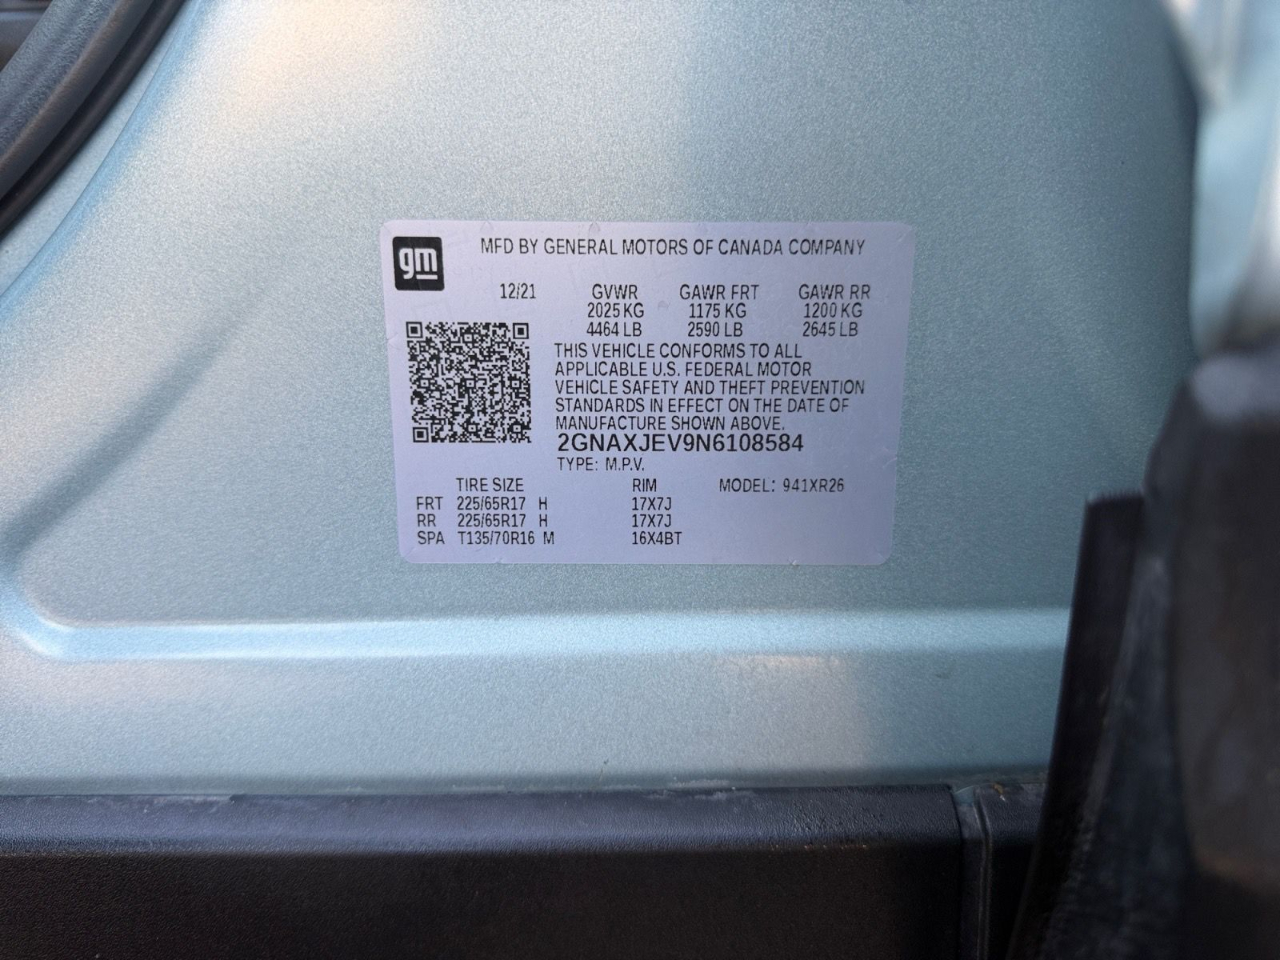 gm
MFD BY GENERAL MOTORS OF CANADA COMPANY
12/21 GVWR GAWR FRT GAWR RR
2025 KG 1175 KG 1200 KG
4464 LB 2590 LB 2645 LB
THIS VEHICLE CONFORMS TO ALL
APPLICABLE U.S. FEDERAL MOTOR
VEHICLE SAFETY AND THEFT PREVENTION
STANDARDS IN EFFECT ON THE DATE OF
MANUFACTURE SHOWN ABOVE.
2GNAXJEV9N6108584
TYPE: M.P.V.
TIRE SIZE RIM MODEL: 941XR26
FRT 225/65R17 H 17X7J
RR 225/65R17 H 17X7J
SPA T135/70R16 M 16X4BT